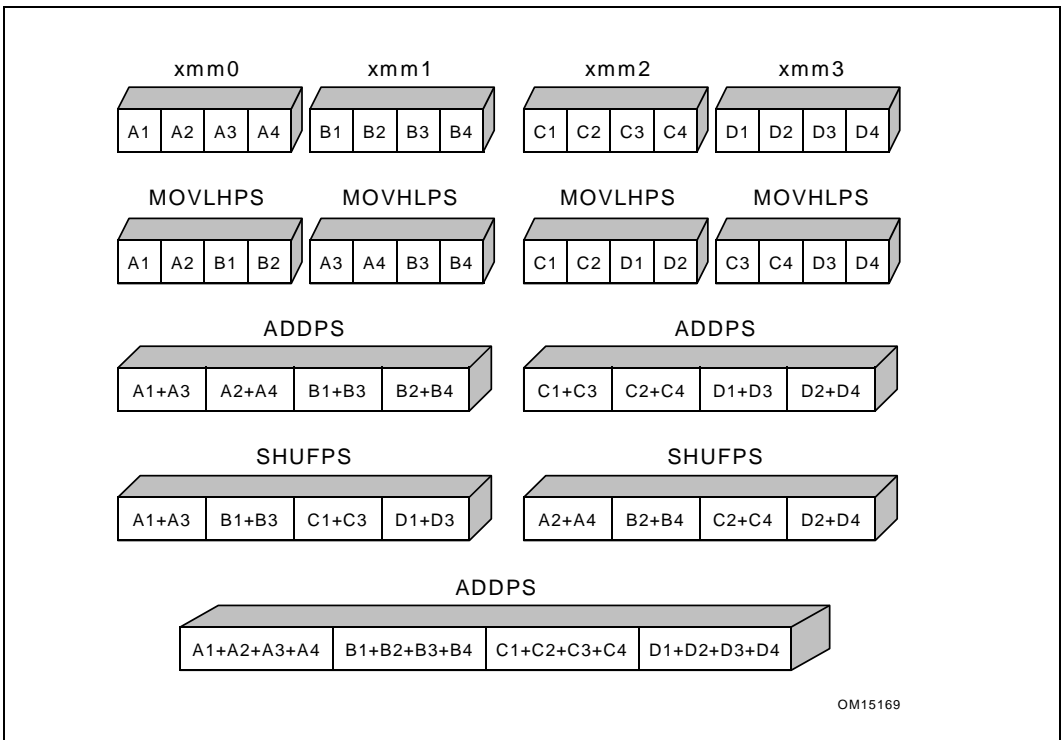 xmm0 xmm1 xmm2 xmm3
A1 A2 A3 A4 B1 B2 B3 B4 C1 C2 C3 C4 D1 D2 D3 D4
MOVLHPS MOVHLPS MOVLHPS MOVHLPS
A1 A2 B1 B2 A3 A4 B3 B4 C1 C2 D1 D2 C3 C4 D3 D4
ADDPS ADDPS
A1+A3 A2+A4 B1+B3 B2+B4 C1+C3 C2+C4 D1+D3 D2+D4
SHUFPS SHUFPS
A1+A3 B1+B3 C1+C3 D1+D3 A2+A4 B2+B4 C2+C4 D2+D4
ADDPS
A1+A2+A3+A4 B1+B2+B3+B4 C1+C2+C3+C4 D1+D2+D3+D4
OM15169